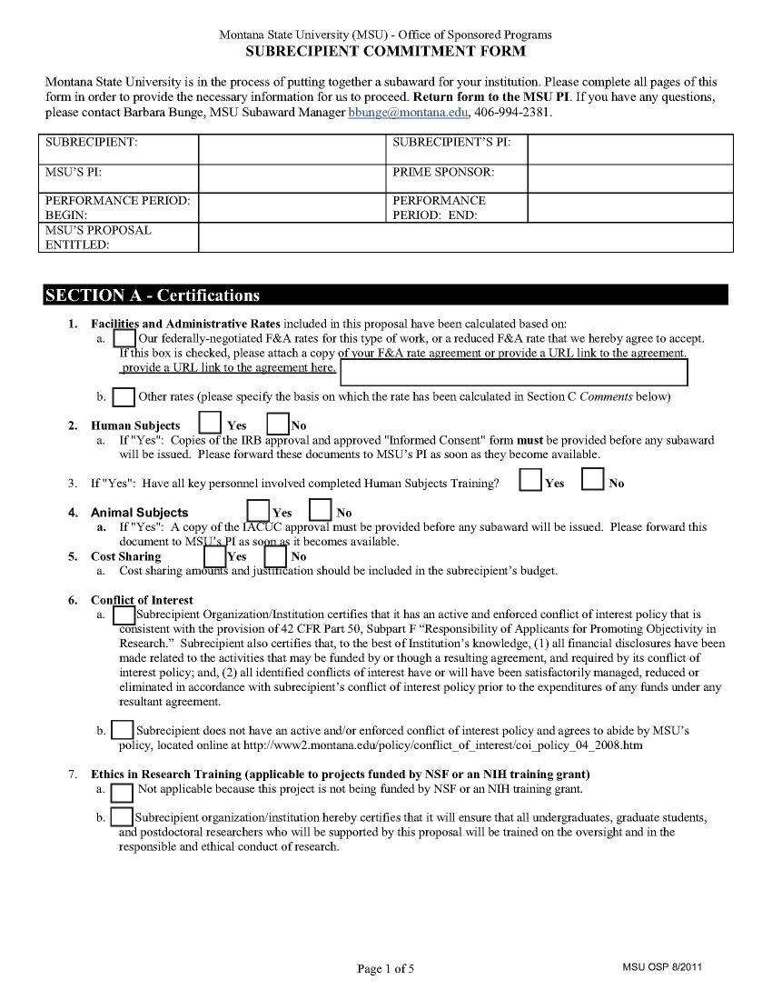 Montana State University (MSU) - Office of Sponsored Programs
SUBRECIPIENT COMMITMENT FORM
Montana State University is in the process of putting together a subaward for your institution. Please complete all pages of this
form in order to provide the necessary information for us to proceed. Return form to the MSU PI. If you have any questions,
please contact Barbara Bunge, MSU Subaward Manager bbunge@montana.edu, 406-994-2381.
SUBRECIPIENT: SUBRECIPIENT'S PI:
MSU'S PI: PRIME SPONSOR:
PERFORMANCE PERIOD: PERFORMANCE
BEGIN: PERIOD: END:
MSU'S PROPOSAL
ENTITLED:
SECTION A - Certifications
1. Facilities and Administrative Rates included in this proposal have been calculated based on:
a. Our federally-negotiated F&A rates for this type of work, or a reduced F&A rate that we hereby agree to accept.
If this box is checked, please attach a copy of your F&A rate agreement or provide a URL link to the agreement.
provide a URL link to the agreement here.
b. Other rates (please specify the basis on which the rate has been calculated in Section C Comments below)
2. Human Subjects Yes No
a. If "Yes": Copies of the IRB approval and approved "Informed Consent" form must be provided before any subaward
will be issued. Please forward these documents to MSU's PI as soon as they become available.
3. If "Yes": Have all key personnel involved completed Human Subjects Training? Yes No
4. Animal Subjects Yes No
a. If "Yes": A copy of the IACUC approval must be provided before any subaward will be issued. Please forward this
document to MSU's PI as soon as it becomes available.
5. Cost Sharing Yes No
a. Cost sharing amounts and justification should be included in the subrecipient's budget.
6. Conflict of Interest
a. Subrecipient Organization/Institution certifies that it has an active and enforced conflict of interest policy that is
consistent with the provision of 42 CFR Part 50, Subpart F “Responsibility of Applicants for Promoting Objectivity in
Research.” Subrecipient also certifies that, to the best of Institution's knowledge, (1) all financial disclosures have been
made related to the activities that may be funded by or though a resulting agreement, and required by its conflict of
interest policy; and, (2) all identified conflicts of interest have or will have been satisfactorily managed, reduced or
eliminated in accordance with subrecipient's conflict of interest policy prior to the expenditures of any funds under any
resultant agreement.
b. Subrecipient does not have an active and/or enforced conflict of interest policy and agrees to abide by MSU's
policy, located online at http://www2.montana.edu/policy/conflict_of_interest/coi_policy_04_2008.htm
7. Ethics in Research Training (applicable to projects funded by NSF or an NIH training grant)
a. Not applicable because this project is not being funded by NSF or an NIH training grant.
b. Subrecipient organization/institution hereby certifies that it will ensure that all undergraduates, graduate students,
and postdoctoral researchers who will be supported by this proposal will be trained on the oversight and in the
responsible and ethical conduct of research.
Page 1 of 5
MSU OSP 8/2011